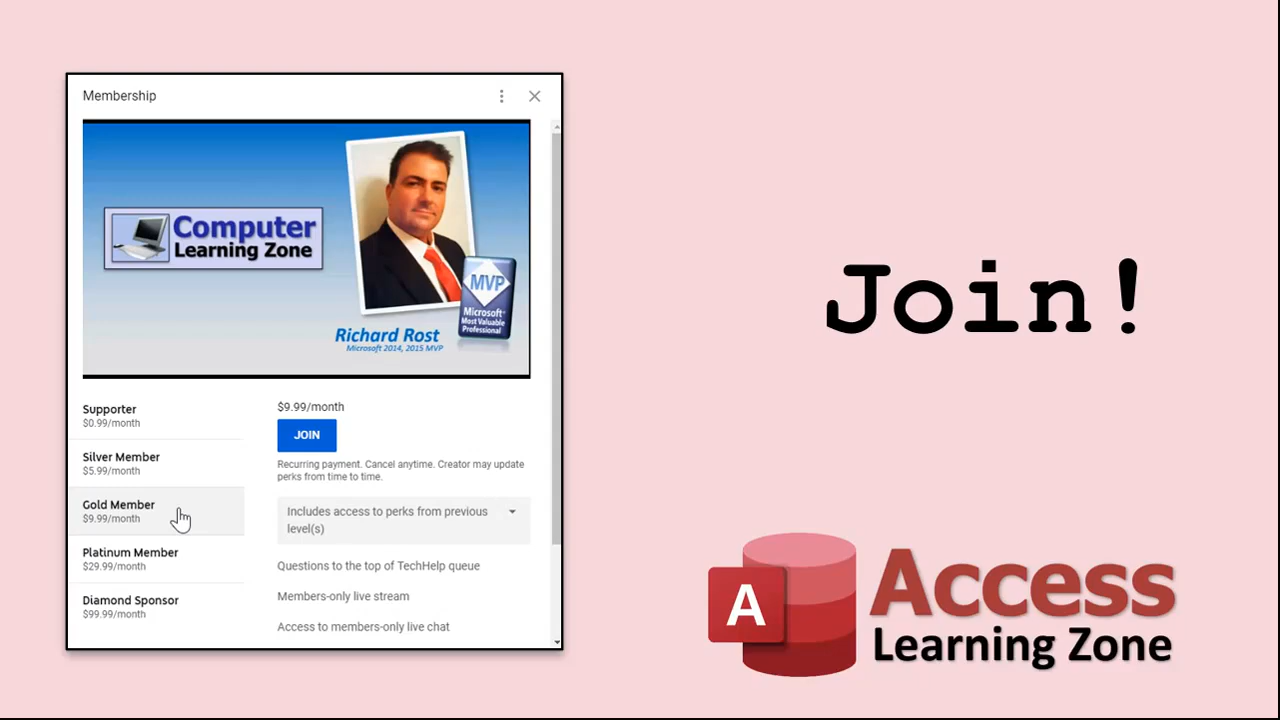 Membership
Computer
Learning Zone
MVP
Microsoft®
Most Valuable
Professional
Richard Rost
Microsoft 2014, 2015 MVP
Supporter
$0.99/month
Silver Member
$5.99/month
Gold Member
$9.99/month
Platinum Member
$29.99/month
Diamond Sponsor
$99.99/month
$9.99/month
JOIN
Recurring payment. Cancel anytime. Creator may update
perks from time to time.
Includes access to perks from previous
level(s)
Questions to the top of TechHelp queue
Members-only live stream
Access to members-only live chat
Join!
A
Access
Learning Zone